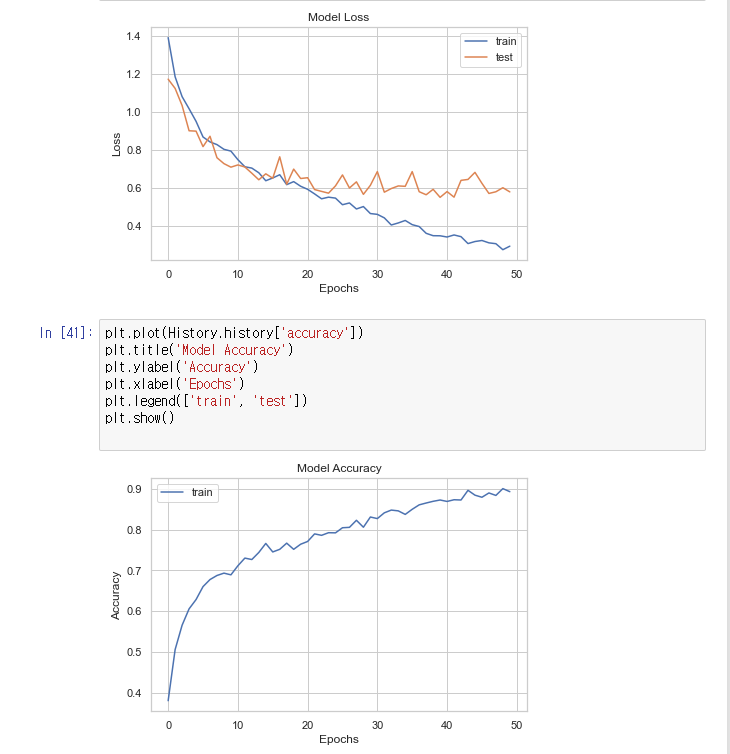 Model Loss
1.4
1.2
1.0
0.8
0.6
0.4
Loss
train
test
0 10 20 30 40 50
Epochs
In [41]:
plt.plot(History.history['accuracy'])
plt.title('Model Accuracy')
plt.ylabel('Accuracy')
plt.xlabel('Epochs')
plt.legend(['train', 'test'])
plt.show()
Model Accuracy
0.9
0.8
0.7
0.6
0.5
0.4
Accuracy
train
0 10 20 30 40 50
Epochs